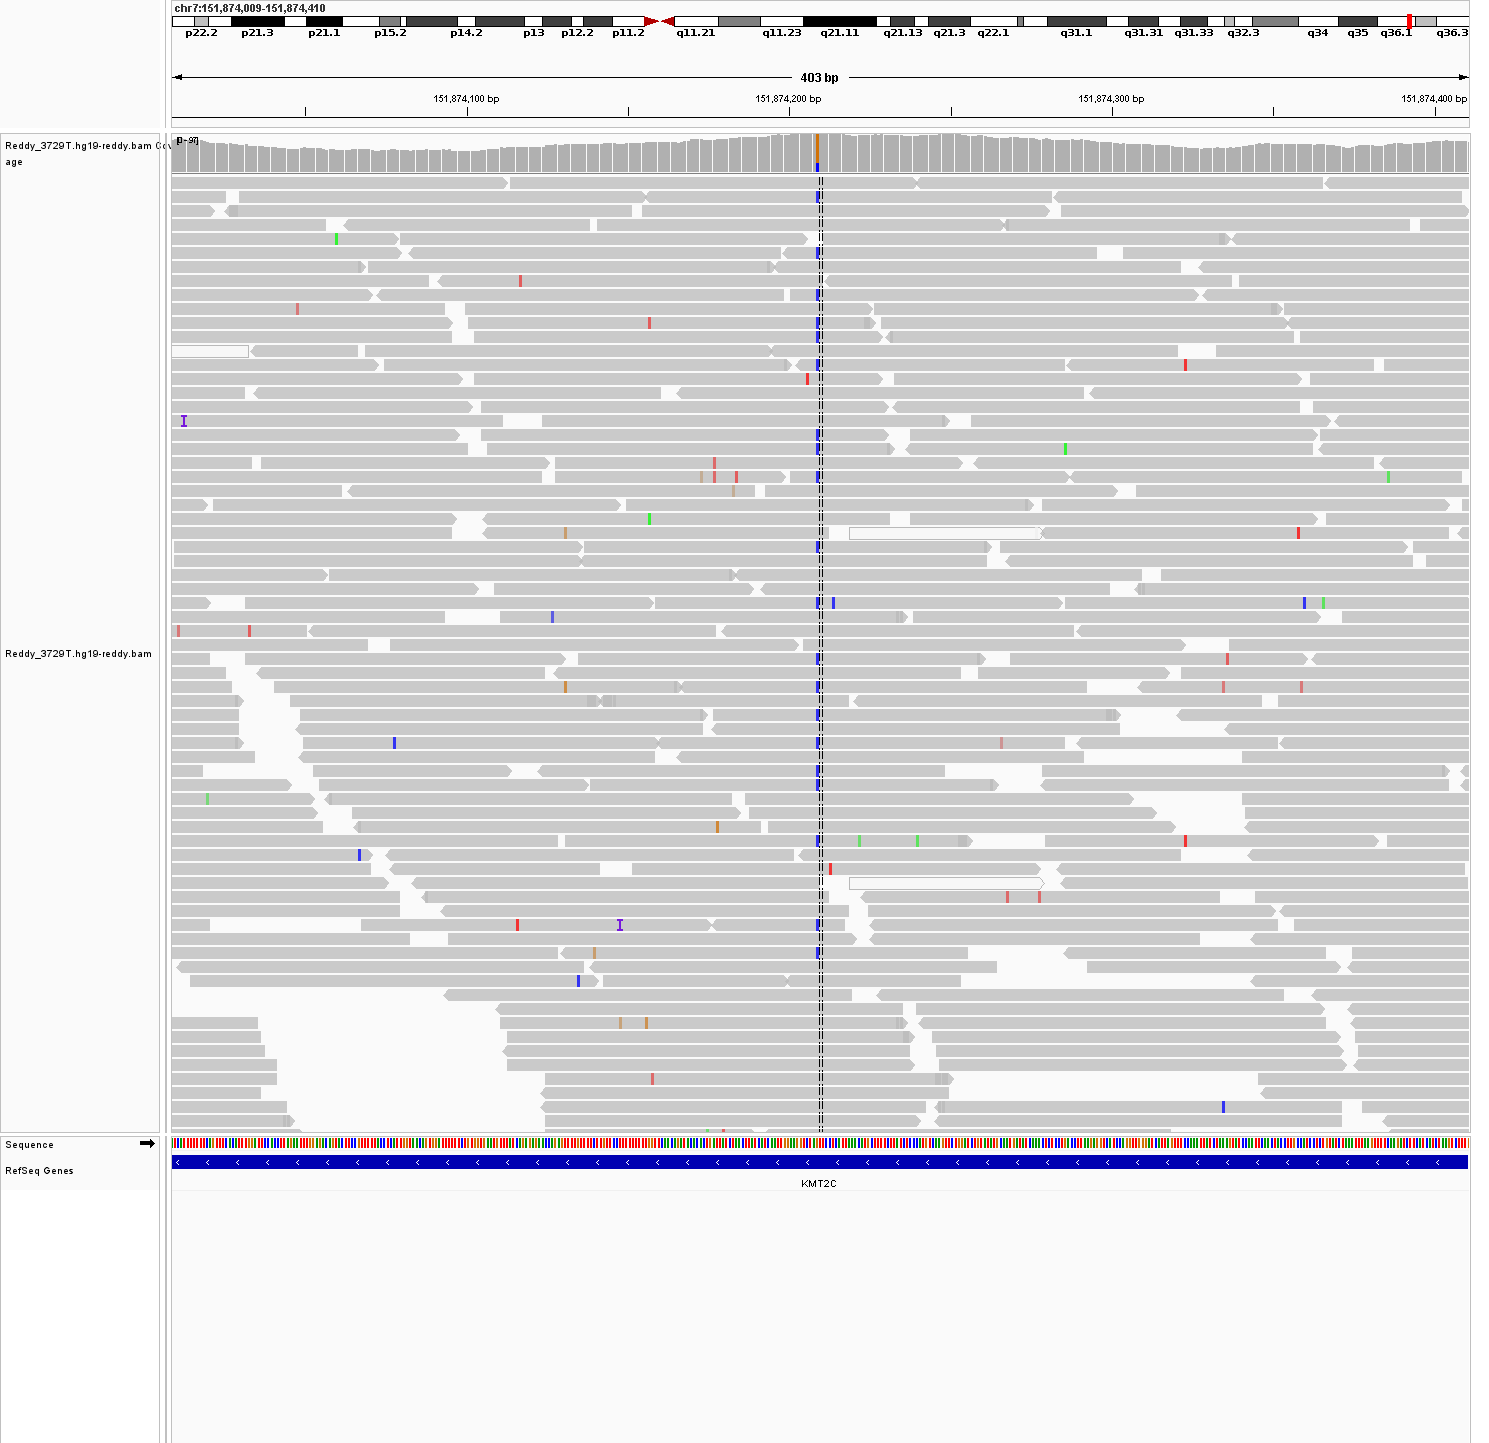 chr7:151,874,009-151,874,410
p22.2 p21.3 p21.1 p15.2 p14.2 p13 p12.2 p11.2 q11.21 q11.23 q21.11 q21.13 q21.3 q22.1 q31.1 q31.31 q31.33 q32.3 q34 q35 q36.1 q36.3
403 bp
151,874,100 bp 151,874,200 bp 151,874,300 bp 151,874,400 bp
[0 - 97]
Reddy_3729T.hg19-reddy.bam Cov
age
Reddy_3729T.hg19-reddy.bam
Sequence
RefSeq Genes
KMT2C